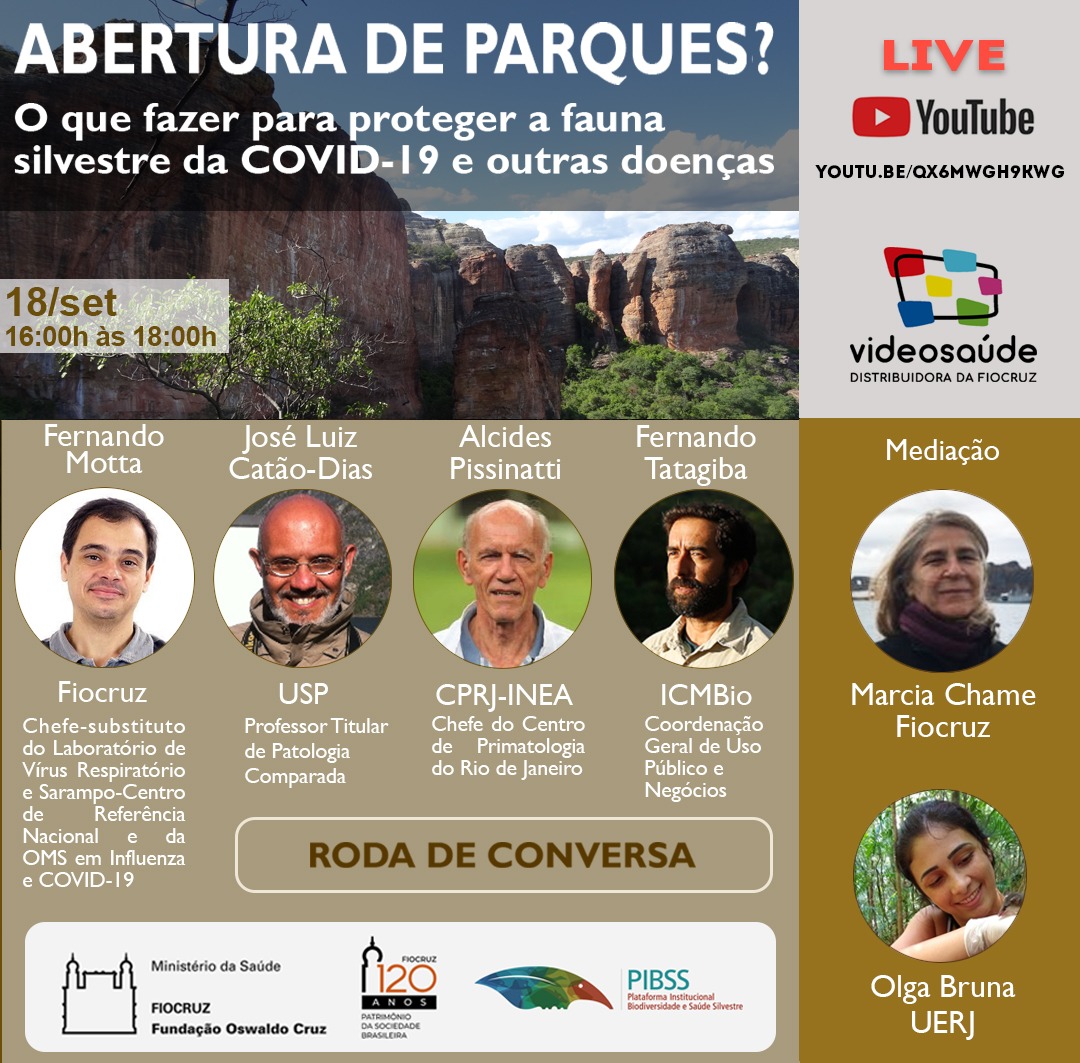 ABERTURA DE PARQUES?
O que fazer para proteger a fauna
silvestre da COVID-19 e outras doenças
18/set
16:00h às 18:00h
LIVE
YouTube
YOUTU.BE/QX6MWGH9KWG
videosaúde
DISTRIBUIDORA DA FIOCRUZ
Fernando
Motta
Fiocruz
Chefe-substituto
do Laboratório de
Vírus Respiratório
e Sarampo-Centro
de Referência
Nacional e da
OMS em Influenza
e COVID-19
José Luiz
Catão-Dias
USP
Professor Titular
de Patologia
Comparada
Alcides
Pissinatti
CPRJ-INEA
Chefe do Centro
de Primatologia
do Rio de Janeiro
Fernando
Tatagiba
ICMBio
Coordenação
Geral de Uso
Público e
Negócios
Mediação
Marcia Chame
Fiocruz
Olga Bruna
UERJ
RODA DE CONVERSA
Ministério da Saúde
FIOCRUZ
Fundação Oswaldo Cruz
FIOCRUZ
120
ANOS
PATRIMÔNIO
DA SOCIEDADE
BRASILEIRA
PIBSS
Plataforma Institucional
Biodiversidade e Saúde Silvestre